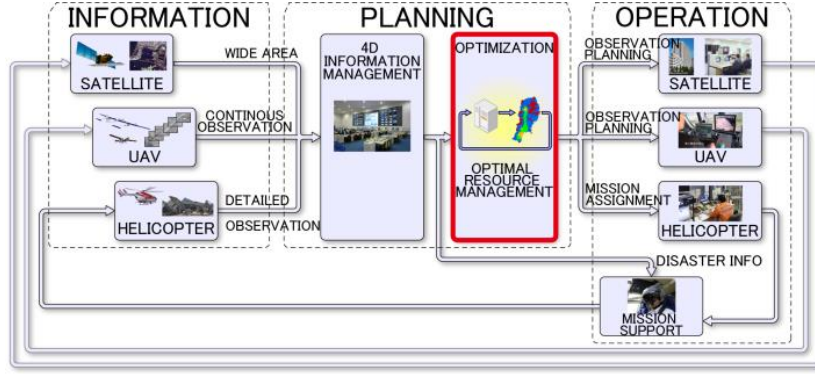 INFORMATION
PLANNING
OPERATION
SATELLITE
WIDE AREA
UAV
CONTINOUS
OBSERVATION
HELICOPTER
DETAILED
OBSERVATION
4D
INFORMATION
MANAGEMENT
OPTIMIZATION
OPTIMAL
RESOURCE
MANAGEMENT
OBSERVATION
PLANNING
SATELLITE
OBSERVATION
PLANNING
UAV
MISSION
ASSIGNMENT
HELICOPTER
DISASTER INFO
MISSION
SUPPORT